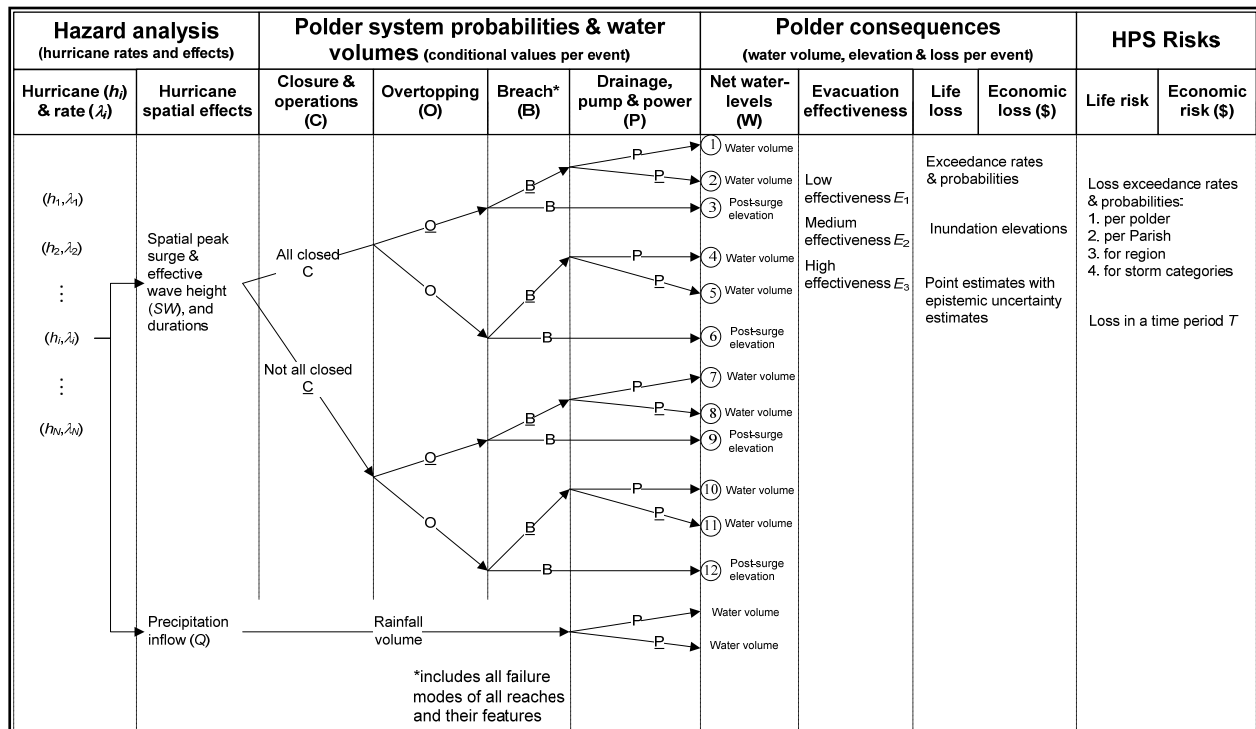 Hazard analysis
(hurricane rates and effects)
Polder system probabilities & water
volumes (conditional values per event)
Polder consequences
(water volume, elevation & loss per event)
HPS Risks
Hurricane (hi)
& rate (λi)
Hurricane
spatial effects
Closure &
operations
(C)
Overtopping
(O)
Breach*
(B)
Drainage,
pump & power
(P)
Net water-
levels
(W)
Evacuation
effectiveness
Life
loss
Economic
loss ($)
Life risk
Economic
risk ($)
(h1,λ1)
(h2,λ2)
⋮
(hi,λi)
⋮
(hN,λN)
Spatial peak
surge &
effective
wave height
(SW), and
durations
All closed
C
Not all closed
C
O
O
O
O
B
B
B
B
B
B
B
B
P
P
P
P
P
P
P
P
1 Water volume
2 Water volume
3 Post-surge
elevation
4 Water volume
5 Water volume
6 Post-surge
elevation
7 Water volume
8 Water volume
9 Post-surge
elevation
10 Water volume
11 Water volume
12 Post-surge
elevation
Low
effectiveness E1
Medium
effectiveness E2
High
effectiveness E3
Exceedance rates
& probabilities
Inundation elevations
Point estimates with
epistemic uncertainty
estimates
Loss exceedance rates
& probabilities:
1. per polder
2. per Parish
3. for region
4. for storm categories
Loss in a time period T
Precipitation
inflow (Q)
Rainfall
volume
P
P
Water volume
Water volume
*includes all failure
modes of all reaches
and their features